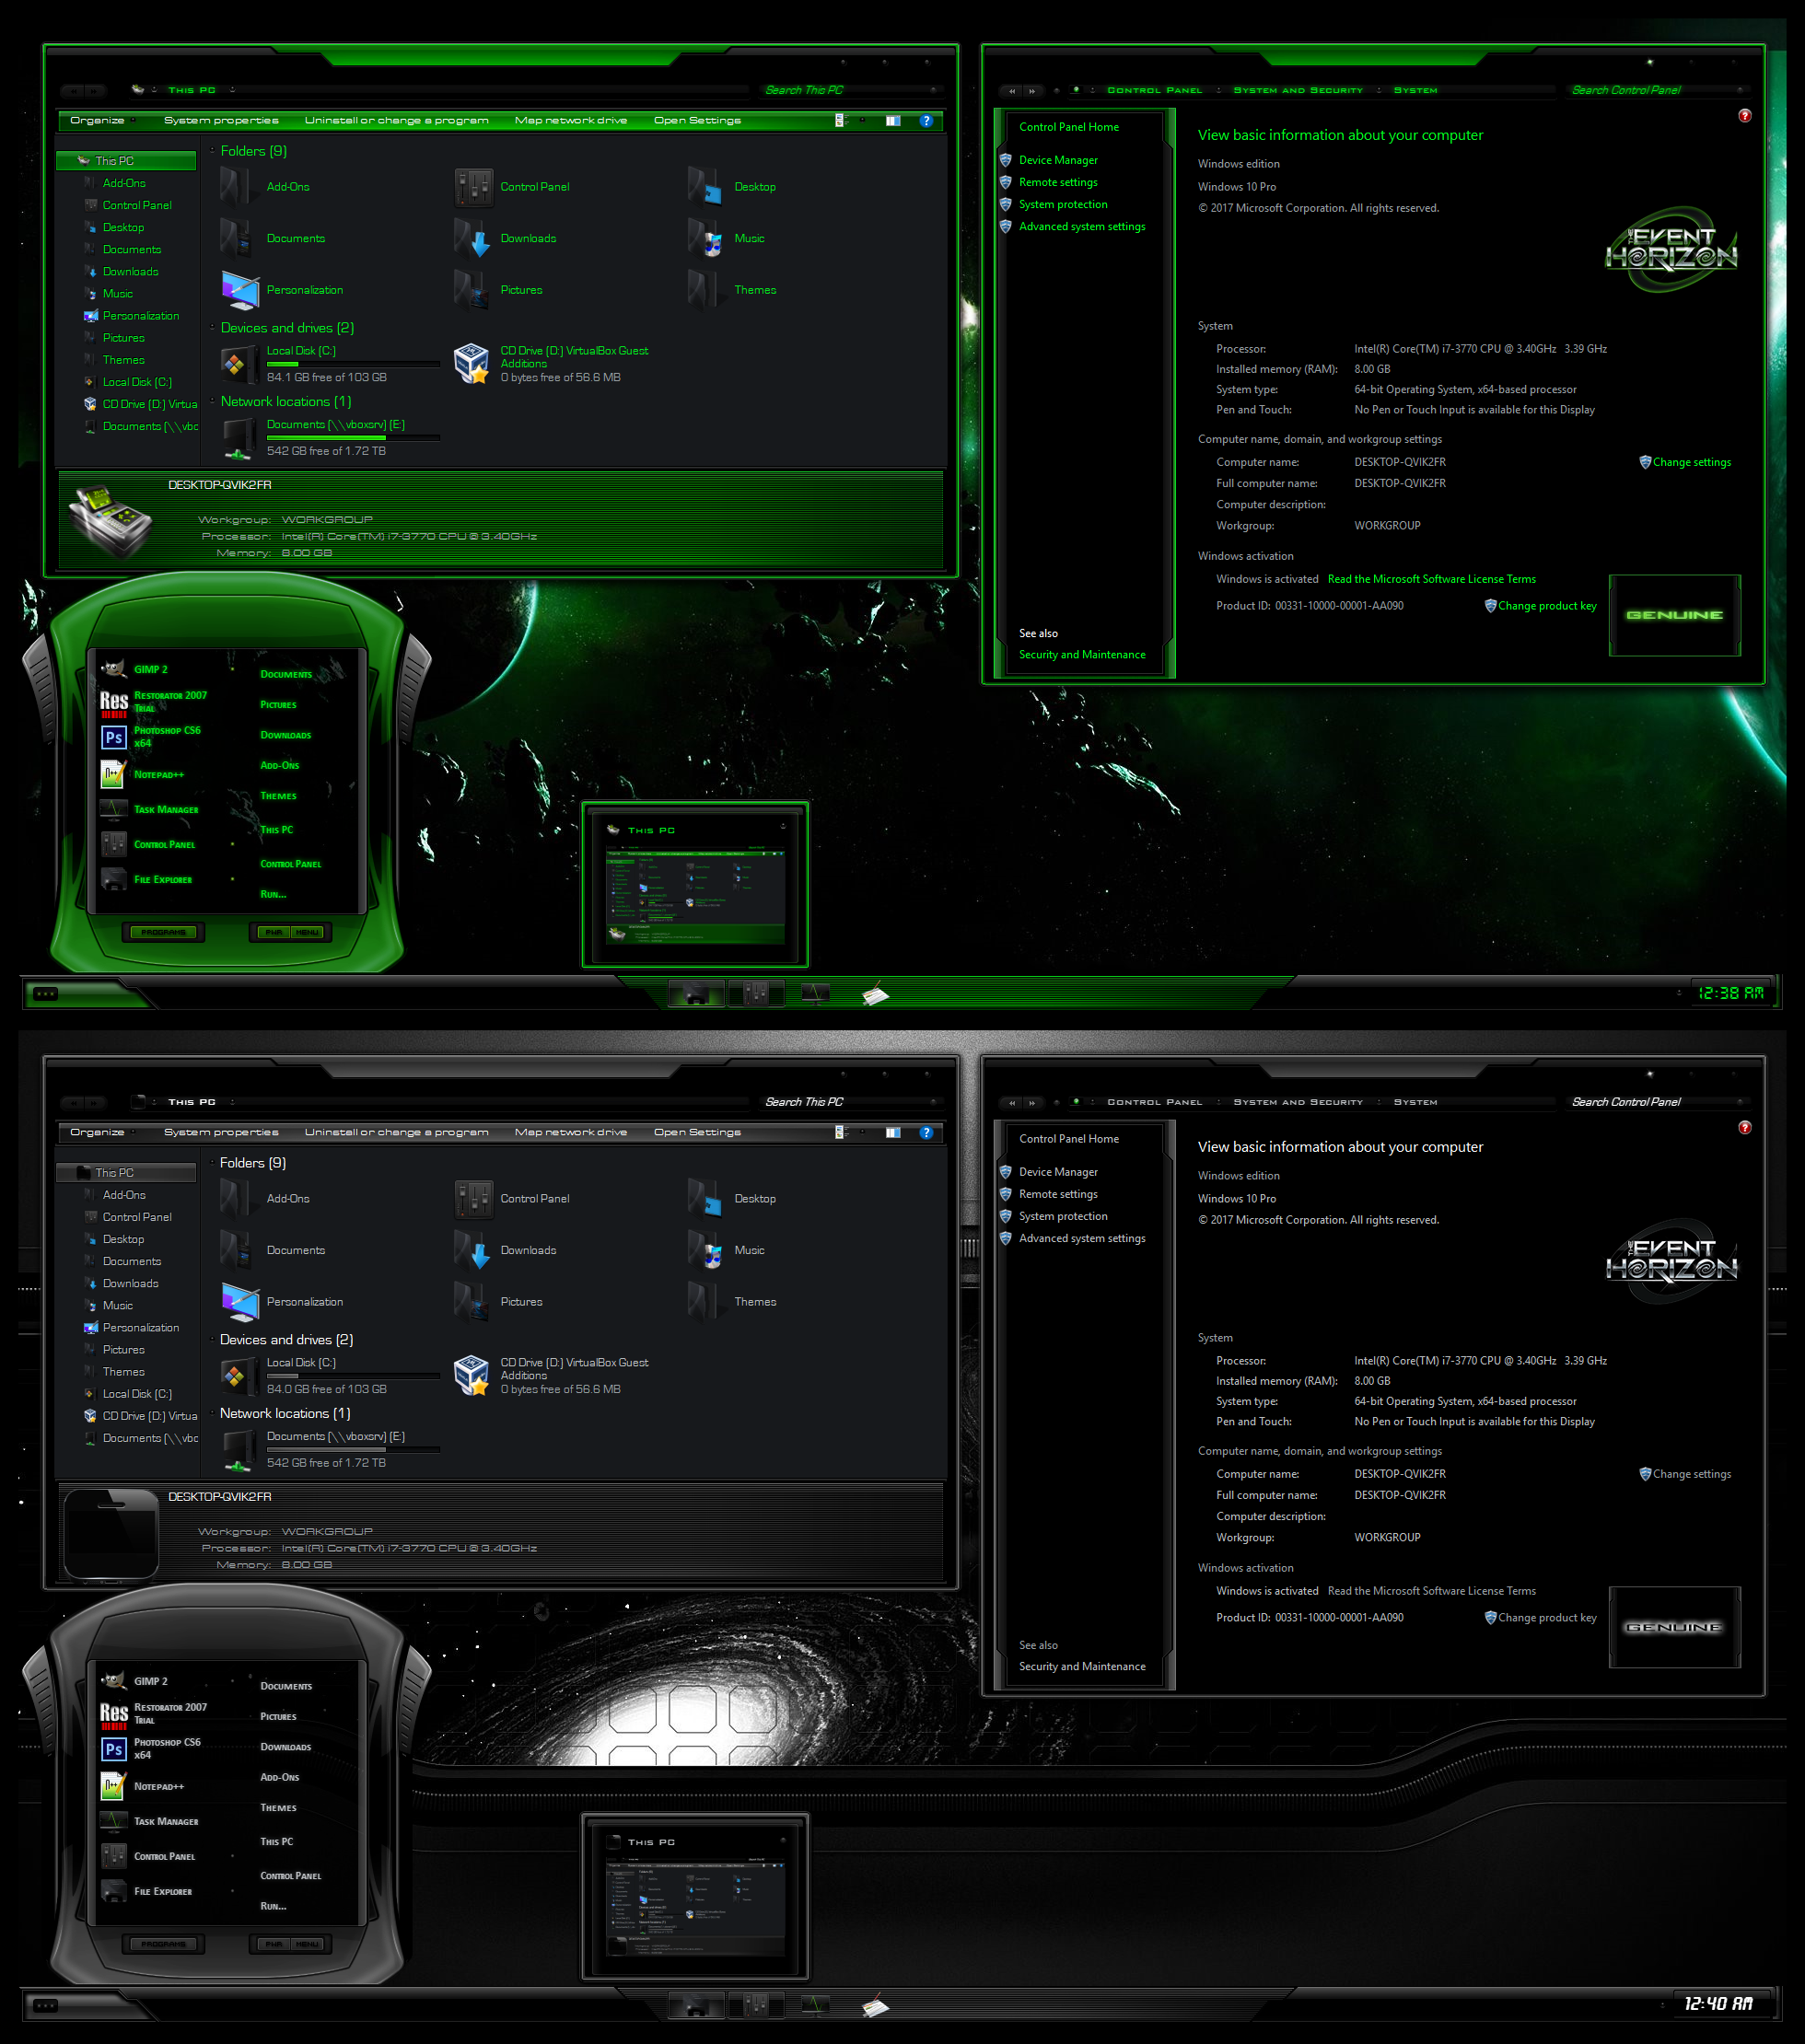 THIS PC
Search This PC
Organize System properties Uninstall or change a program Map network drive Open Settings
This PC
Add-Ons
Control Panel
Desktop
Documents
Downloads
Music
Personalization
Pictures
Themes
Local Disk (C:)
CD Drive (D:) Virtua
Documents (\\vbo
Folders (9)
Add-Ons Control Panel Desktop
Documents Downloads Music
Personalization Pictures Themes
Devices and drives (2)
Local Disk (C:)
84.1 GB free of 103 GB
CD Drive (D:) VirtualBox Guest
Additions
0 bytes free of 56.6 MB
Network locations (1)
Documents (\\vboxsrv) (E:)
542 GB free of 1.72 TB
DESKTOP-QVIK2FR
Workgroup: WORKGROUP
Processor: Intel(R) Core(TM) i7-3770 CPU @ 3.40GHz
Memory: 8.00 GB
CONTROL PANEL SYSTEM AND SECURITY SYSTEM
Search Control Panel
Control Panel Home
Device Manager
Remote settings
System protection
Advanced system settings
See also
Security and Maintenance
View basic information about your computer
Windows edition
Windows 10 Pro
© 2017 Microsoft Corporation. All rights reserved.
THE EVENT HORIZON
System
Processor: Intel(R) Core(TM) i7-3770 CPU @ 3.40GHz 3.39 GHz
Installed memory (RAM): 8.00 GB
System type: 64-bit Operating System, x64-based processor
Pen and Touch: No Pen or Touch Input is available for this Display
Computer name, domain, and workgroup settings
Computer name: DESKTOP-QVIK2FR
Change settings
Full computer name: DESKTOP-QVIK2FR
Computer description:
Workgroup: WORKGROUP
Windows activation
Windows is activated Read the Microsoft Software License Terms
Product ID: 00331-10000-00001-AA090
Change product key
GENUINE
GIMP 2
Res
RESTORATOR 2007
TRIAL
Ps
PHOTOSHOP CS6
x64
NOTEPAD++
TASK MANAGER
CONTROL PANEL
FILE EXPLORER
DOCUMENTS
PICTURES
DOWNLOADS
ADD-ONS
THEMES
THIS PC
CONTROL PANEL
RUN...
PROGRAMS PWR MENU
THIS PC
12:38 AM
THIS PC
Search This PC
Organize System properties Uninstall or change a program Map network drive Open Settings
This PC
Add-Ons
Control Panel
Desktop
Documents
Downloads
Music
Personalization
Pictures
Themes
Local Disk (C:)
CD Drive (D:) Virtua
Documents (\\vbo
Folders (9)
Add-Ons Control Panel Desktop
Documents Downloads Music
Personalization Pictures Themes
Devices and drives (2)
Local Disk (C:)
84.0 GB free of 103 GB
CD Drive (D:) VirtualBox Guest
Additions
0 bytes free of 56.6 MB
Network locations (1)
Documents (\\vboxsrv) (E:)
542 GB free of 1.72 TB
DESKTOP-QVIK2FR
Workgroup: WORKGROUP
Processor: Intel(R) Core(TM) i7-3770 CPU @ 3.40GHz
Memory: 8.00 GB
CONTROL PANEL SYSTEM AND SECURITY SYSTEM
Search Control Panel
Control Panel Home
Device Manager
Remote settings
System protection
Advanced system settings
See also
Security and Maintenance
View basic information about your computer
Windows edition
Windows 10 Pro
© 2017 Microsoft Corporation. All rights reserved.
THE EVENT HORIZON
System
Processor: Intel(R) Core(TM) i7-3770 CPU @ 3.40GHz 3.39 GHz
Installed memory (RAM): 8.00 GB
System type: 64-bit Operating System, x64-based processor
Pen and Touch: No Pen or Touch Input is available for this Display
Computer name, domain, and workgroup settings
Computer name: DESKTOP-QVIK2FR
Change settings
Full computer name: DESKTOP-QVIK2FR
Computer description:
Workgroup: WORKGROUP
Windows activation
Windows is activated Read the Microsoft Software License Terms
Product ID: 00331-10000-00001-AA090
Change product key
GENUINE
GIMP 2
Res
RESTORATOR 2007
TRIAL
Ps
PHOTOSHOP CS6
x64
NOTEPAD++
TASK MANAGER
CONTROL PANEL
FILE EXPLORER
DOCUMENTS
PICTURES
DOWNLOADS
ADD-ONS
THEMES
THIS PC
CONTROL PANEL
RUN...
PROGRAMS PWR MENU
THIS PC
12:40 AM